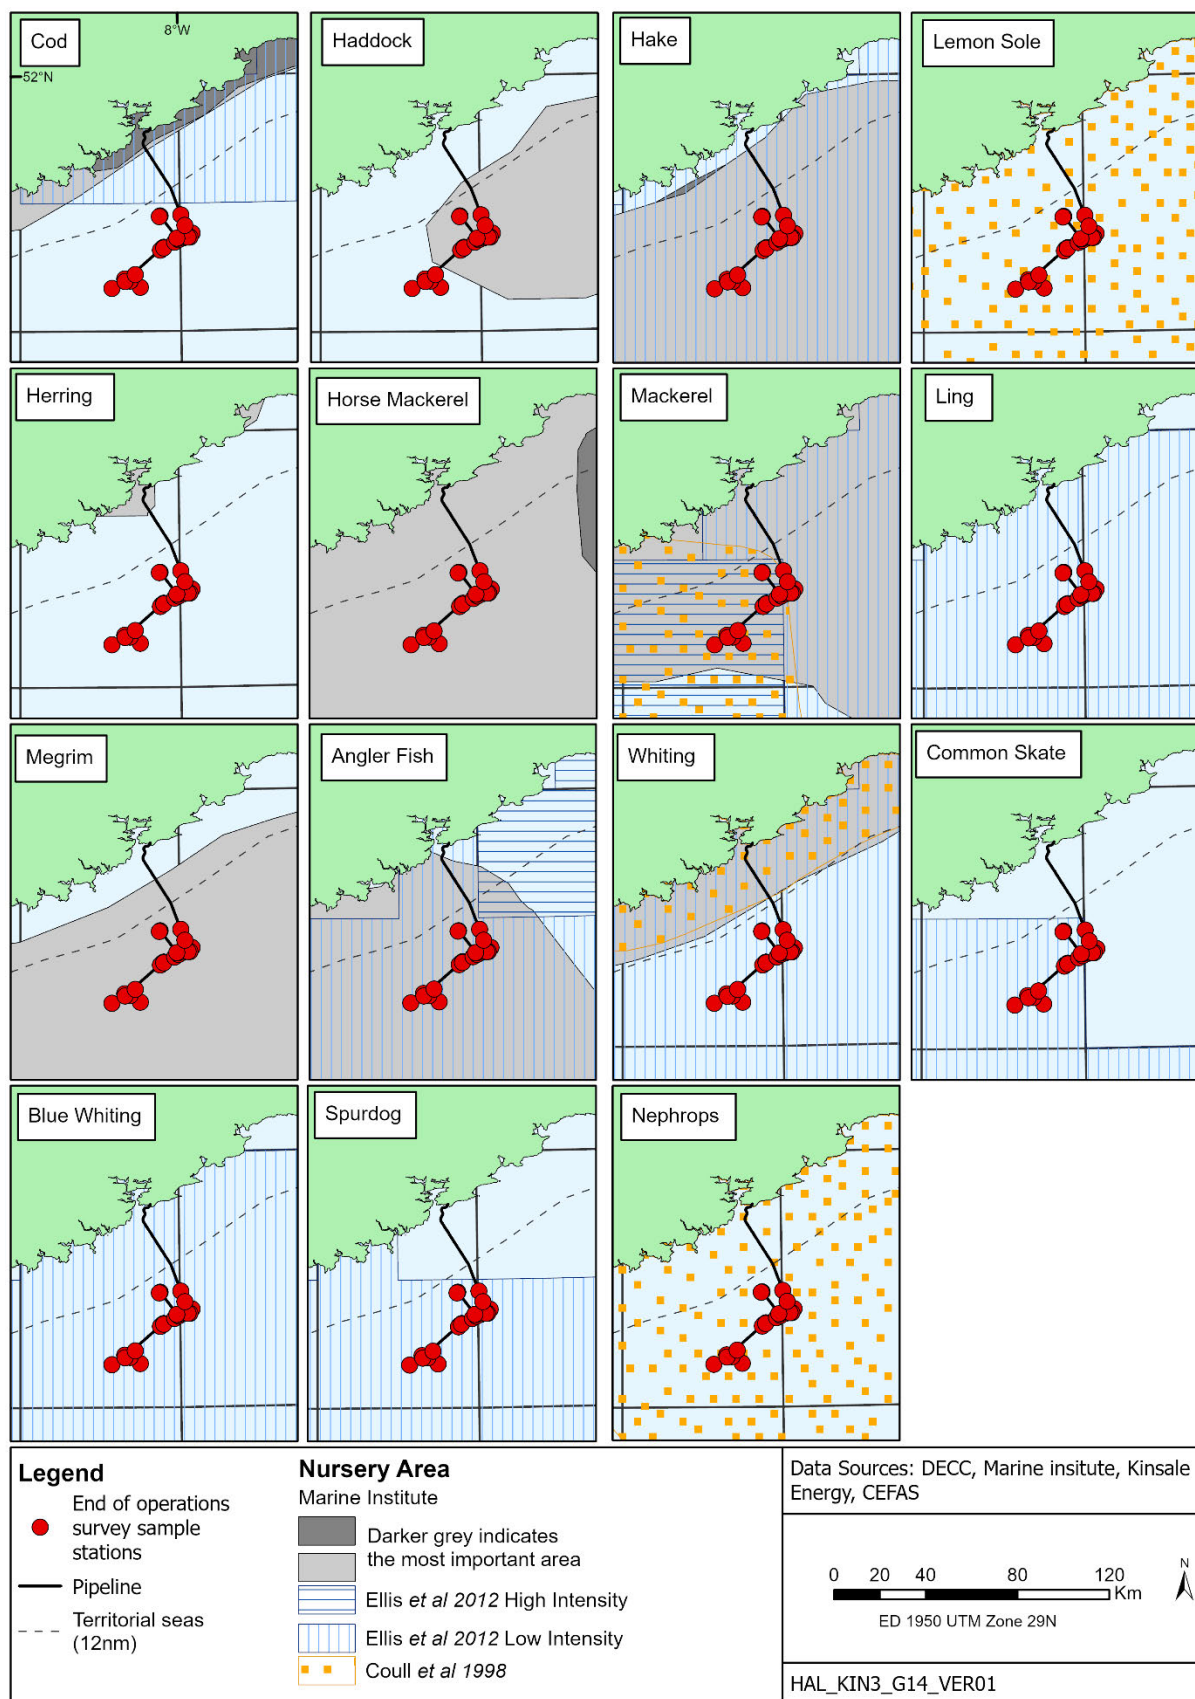 Cod
8°W
52°N
Haddock
Hake
Lemon Sole
Herring
Horse Mackerel
Mackerel
Ling
Megrim
Angler Fish
Whiting
Common Skate
Blue Whiting
Spurdog
Nephrops
Legend
End of operations
survey sample
stations
Pipeline
Territorial seas
(12nm)
Nursery Area
Marine Institute
Darker grey indicates
the most important area
Ellis et al 2012 High Intensity
Ellis et al 2012 Low Intensity
Coull et al 1998
Data Sources: DECC, Marine insitute, Kinsale
Energy, CEFAS
0 20 40 80 120
Km
N
ED 1950 UTM Zone 29N
HAL_KIN3_G14_VER01